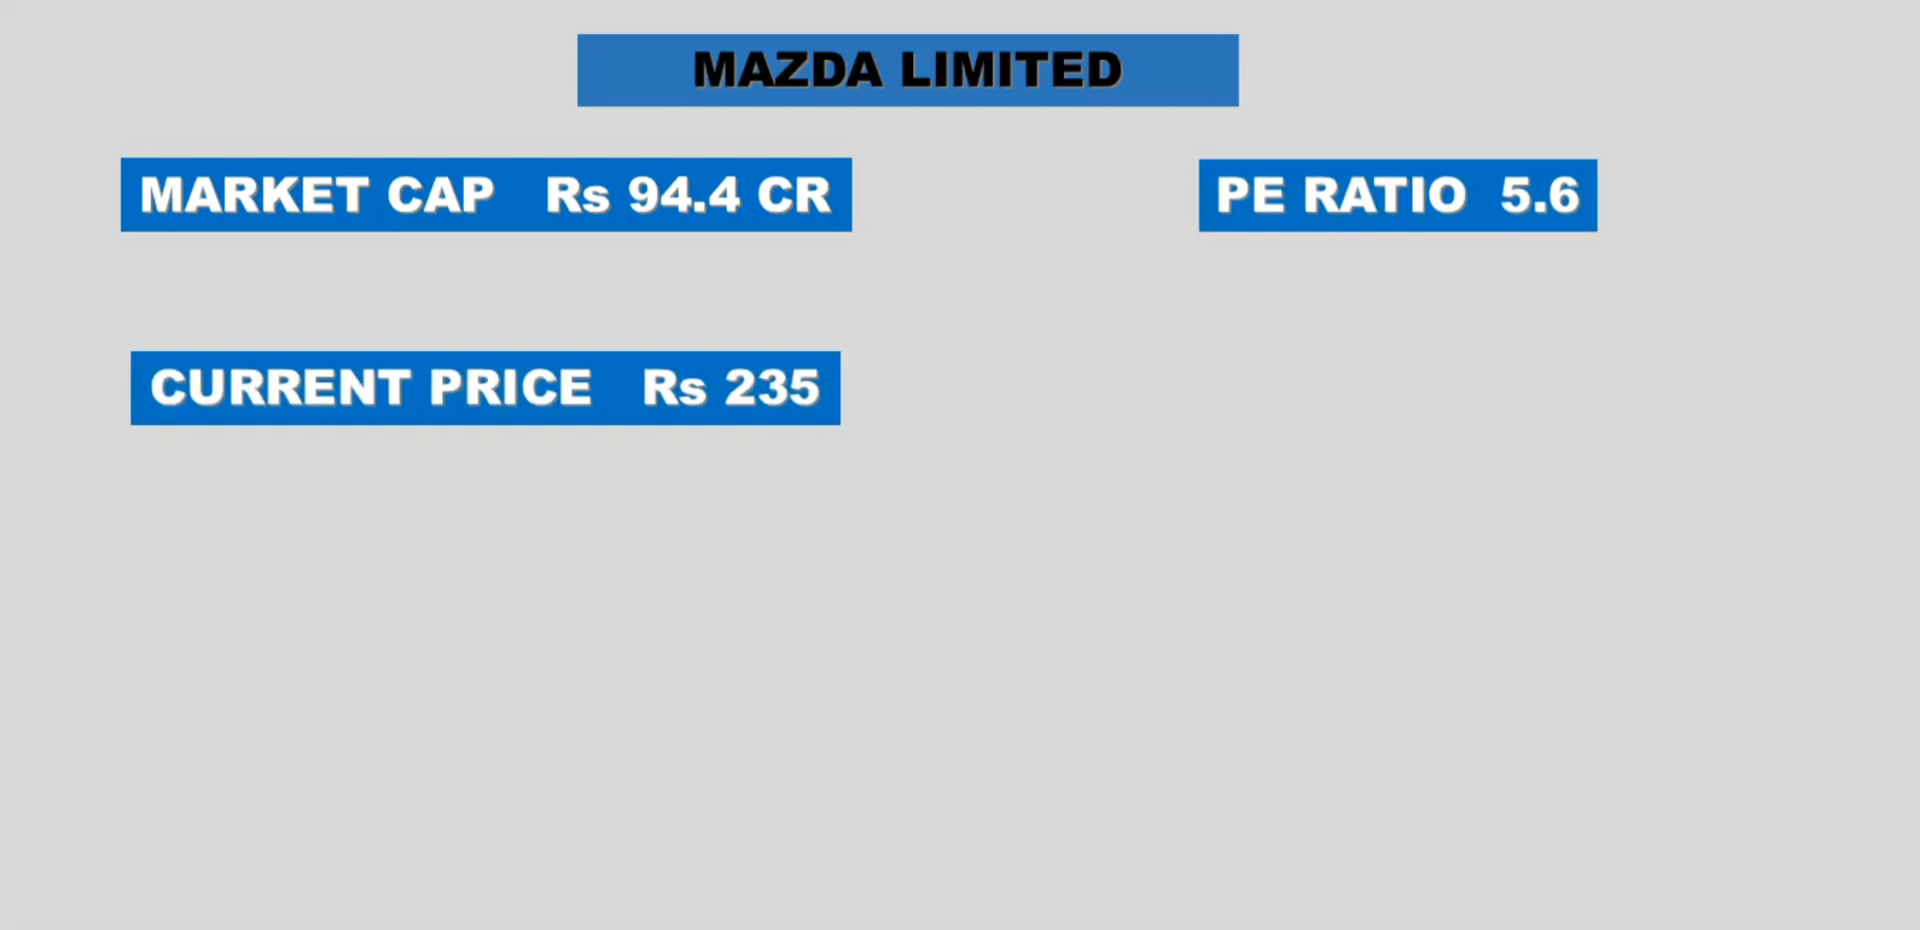 MAZDA LIMITED
MARKET CAP Rs 94.4 CR
PE RATIO 5.6
CURRENT PRICE Rs 235